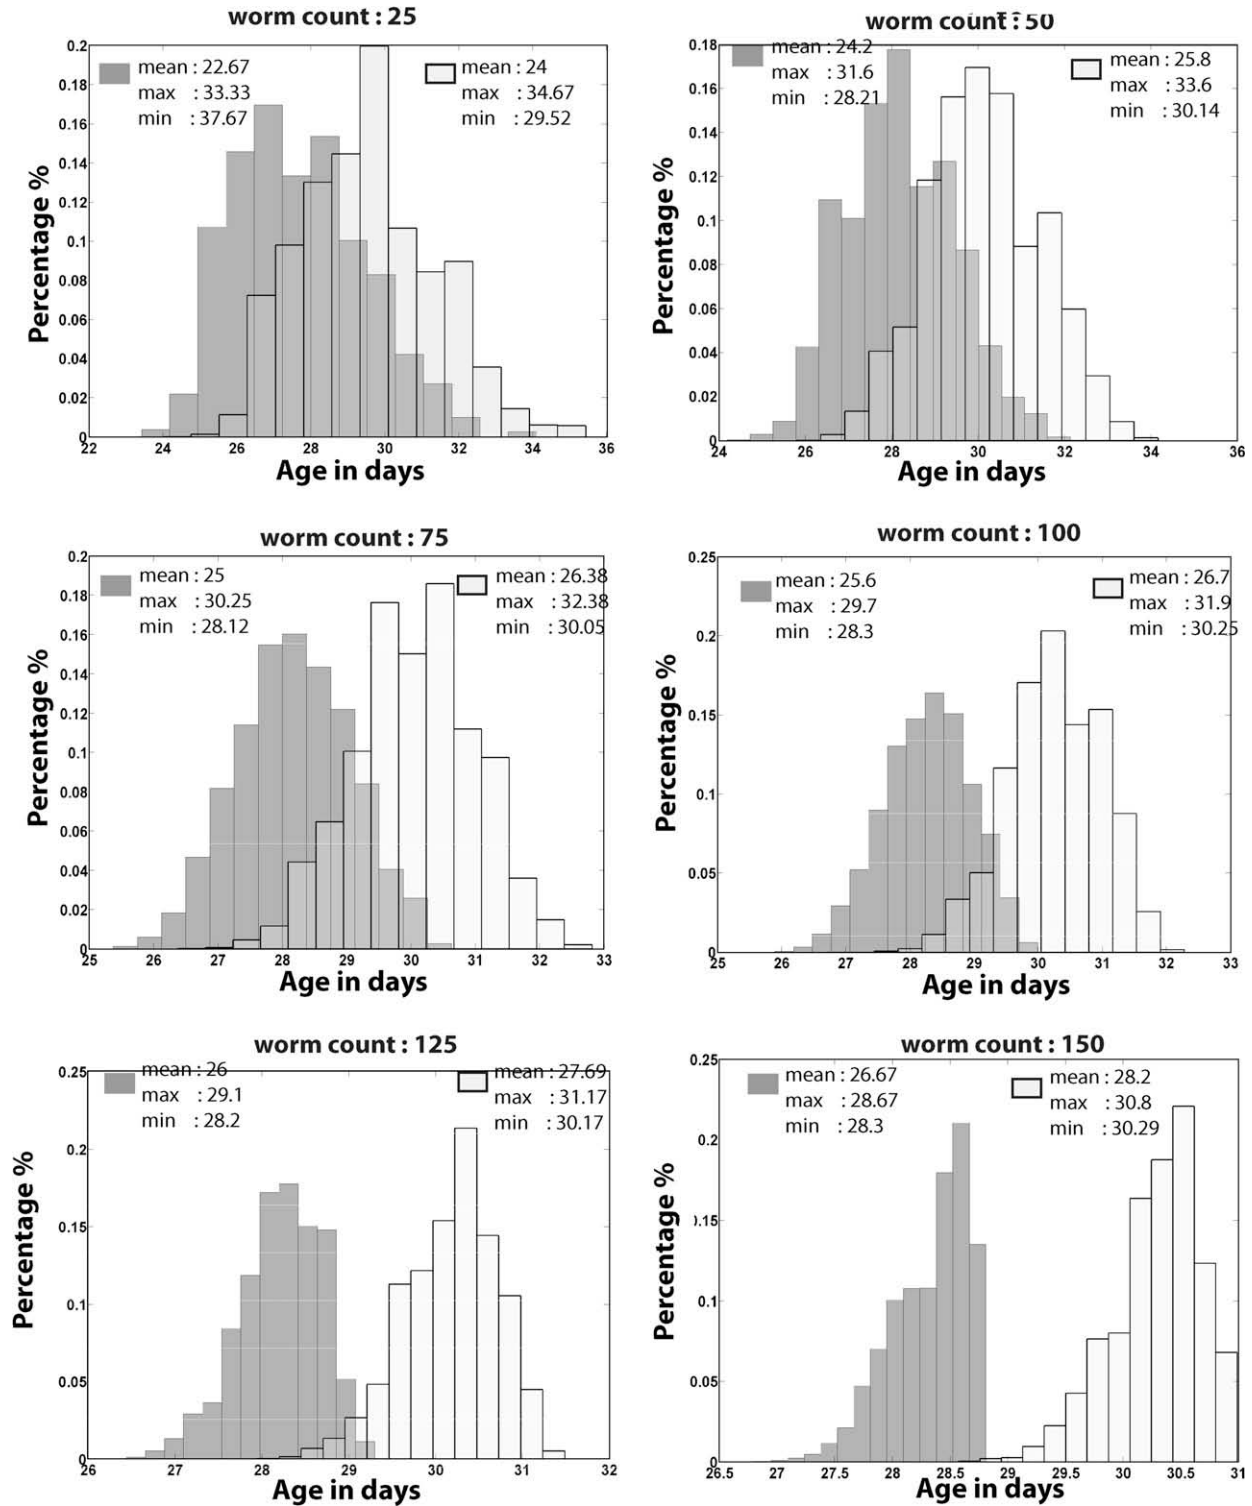 worm count : 25
0.2
0.18
0.16
0.14
0.12
0.1
0.08
0.06
0.04
0.02
0
mean : 22.67
max : 33.33
min : 37.67
mean : 24
max : 34.67
min : 29.52
Percentage %
22 24 26 28 30 32 34 36
Age in days
worm count : 50
0.18
0.16
0.14
0.12
0.1
0.08
0.06
0.04
0.02
0
mean : 24.2
max : 31.6
min : 28.21
mean : 25.8
max : 33.6
min : 30.14
Percentage %
24 26 28 30 32 34 36
Age in days
worm count : 75
0.2
0.18
0.16
0.14
0.12
0.1
0.08
0.06
0.04
0.02
0
mean : 25
max : 30.25
min : 28.12
mean : 26.38
max : 32.38
min : 30.05
Percentage %
25 26 27 28 29 30 31 32 33
Age in days
worm count : 100
0.25
0.2
0.15
0.1
0.05
0
mean : 25.6
max : 29.7
min : 28.3
mean : 26.7
max : 31.9
min : 30.25
Percentage %
25 26 27 28 29 30 31 32 33
Age in days
worm count : 125
0.25
0.2
0.15
0.1
0.05
0
mean : 26
max : 29.1
min : 28.2
mean : 27.69
max : 31.17
min : 30.17
Percentage %
26 27 28 29 30 31 32
Age in days
worm count : 150
0.25
0.2
).15
0.1
0.05
0
mean : 26.67
max : 28.67
min : 28.3
mean : 28.2
max : 30.8
min : 30.29
Percentage %
26.5 27 27.5 28 28.5 29 29.5 30 30.5 31
Age in days